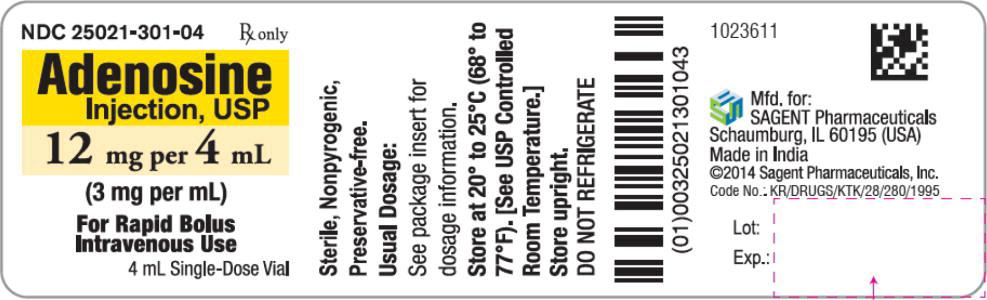 NDC 25021-301-04 ℞ only
Adenosine
Injection, USP
12 mg per 4 mL
(3 mg per mL)
For Rapid Bolus
Intravenous Use
4 mL Single-Dose Vial
Sterile, Nonpyrogenic,
Preservative-free.
Usual Dosage:
See package insert for
dosage information.
Store at 20° to 25°C (68° to
77°F). [See USP Controlled
Room Temperature.]
Store upright.
DO NOT REFRIGERATE
(01)00325021301043
1023611
Mfd. for:
SAGENT Pharmaceuticals
Schaumburg, IL 60195 (USA)
Made in India
©2014 Sagent Pharmaceuticals, Inc.
Code No.: KR/DRUGS/KTK/28/280/1995
Lot:
Exp.: